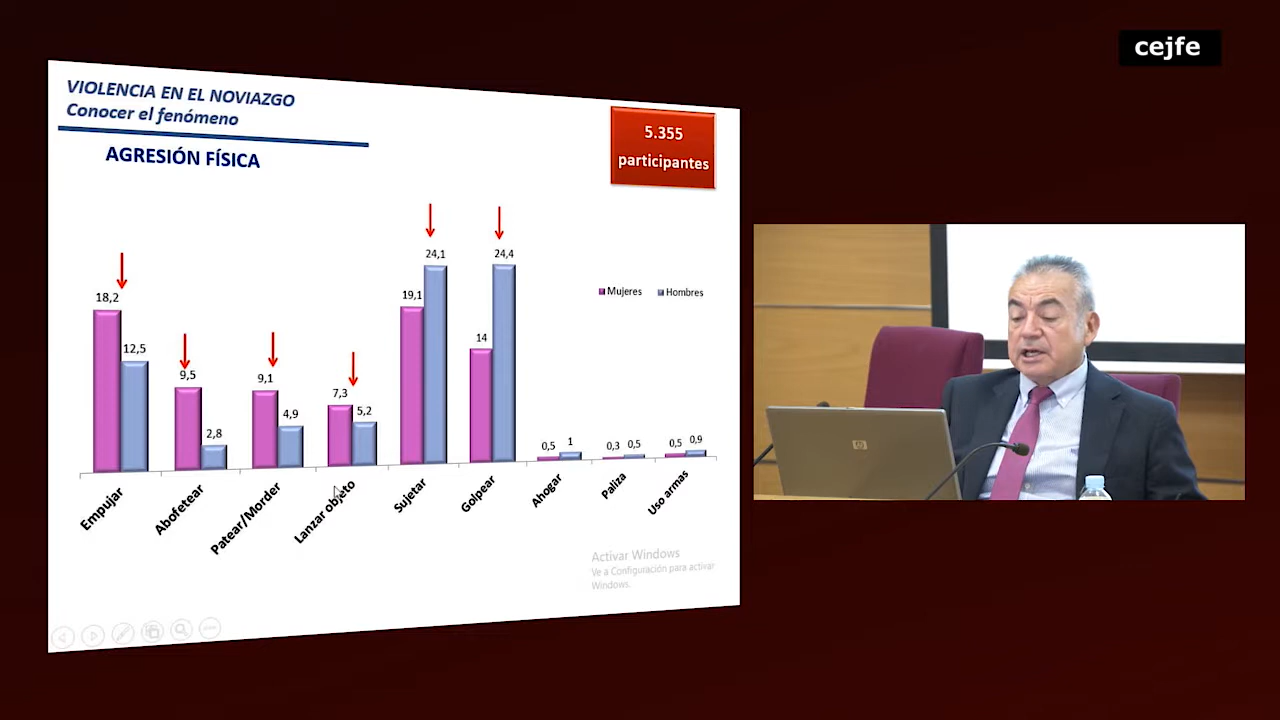 cejfe
VIOLENCIA EN EL NOVIAZGO
Conocer el fenómeno
AGRESIÓN FÍSICA
5.355
participantes
18,2
12,5
9,5
2,8
9,1
4,9
7,3
5,2
19,1
24,1
14
24,4
0,5
1
0,3
0,5
0,5
0,9
Mujeres
Hombres
Empujar
Abofetear
Patear/Morder
Lanzar objeto
Sujetar
Golpear
Ahogar
Paliza
Uso armas
Activar Windows
Ve a Configuración para activar
Windows.
hp